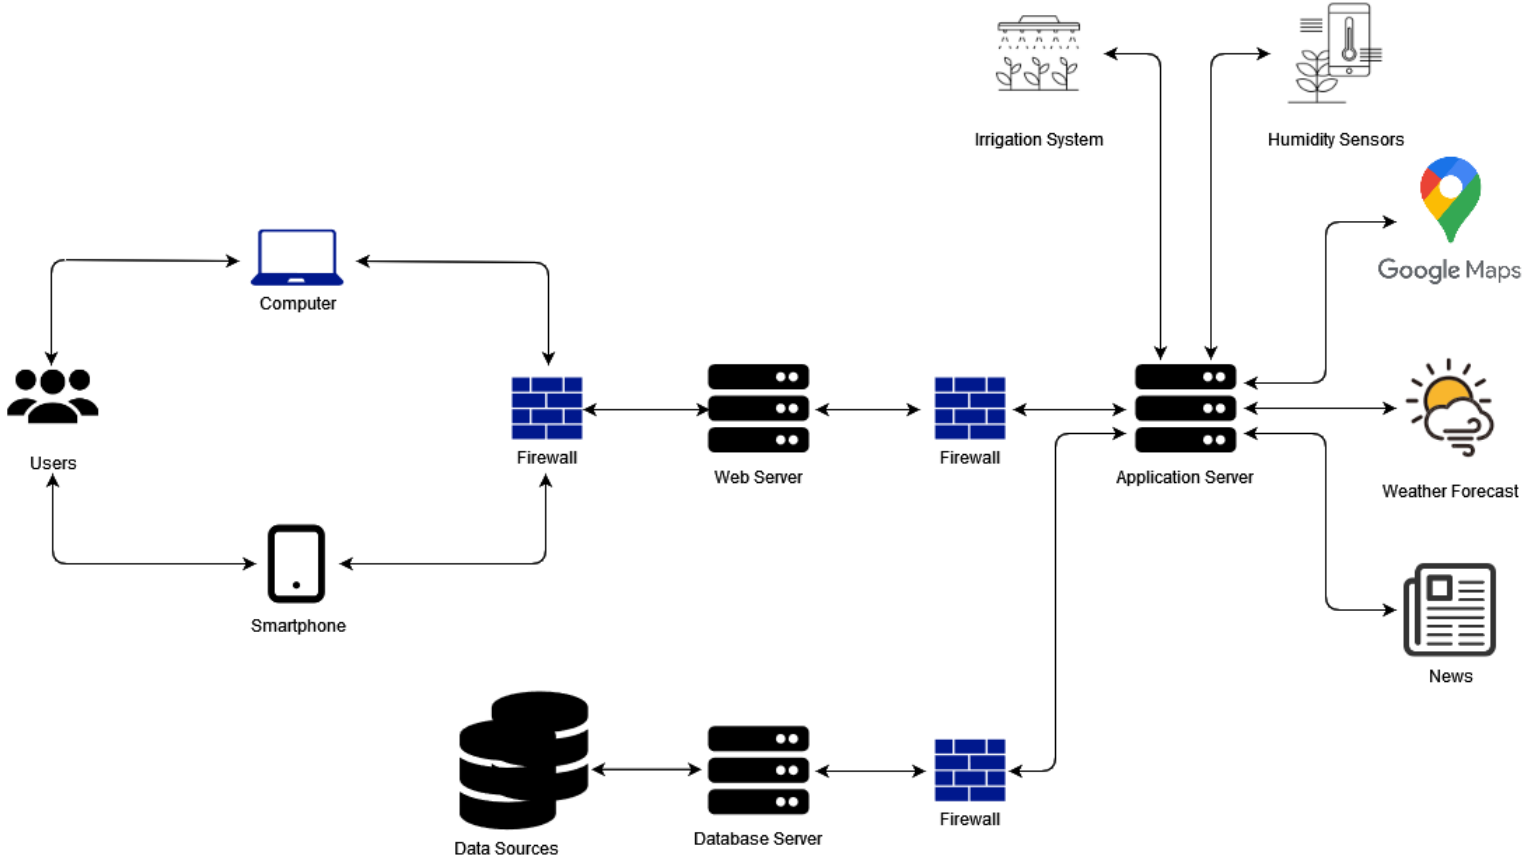 Irrigation System
Humidity Sensors
Google Maps
Computer
Users
Firewall
Web Server
Firewall
Application Server
Weather Forecast
Smartphone
News
Data Sources
Database Server
Firewall